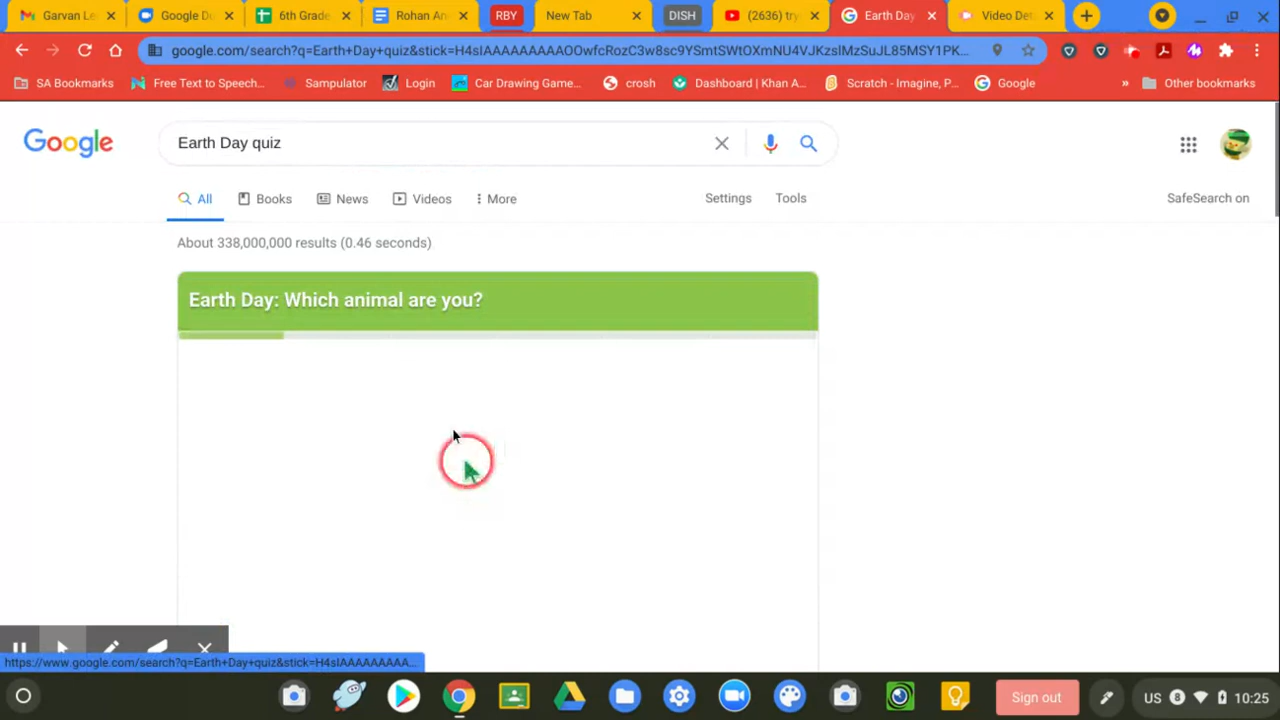 Garvan Le
Google Du
6th Grade
Rohan An
RBY
New Tab
DISH
(2636) try
Earth Day
Video Det
google.com/search?q=Earth+Day+quiz&stick=
SA Bookmarks
Free Text to Speech...
Sampulator
Login
Car Drawing Game...
crosh
Dashboard | Khan A...
Scratch - Imagine, P...
Google
»
Other bookmarks
Google
Earth Day quiz
All
Books
News
Videos
More
Settings
Tools
SafeSearch on
About 338,000,000 results (0.46 seconds)
Earth Day: Which animal are you?
https://www.google.com/search?q=Earth+Day+quiz&stick=H4sIAAAAAAAAA...
Sign out
US
8
10:25